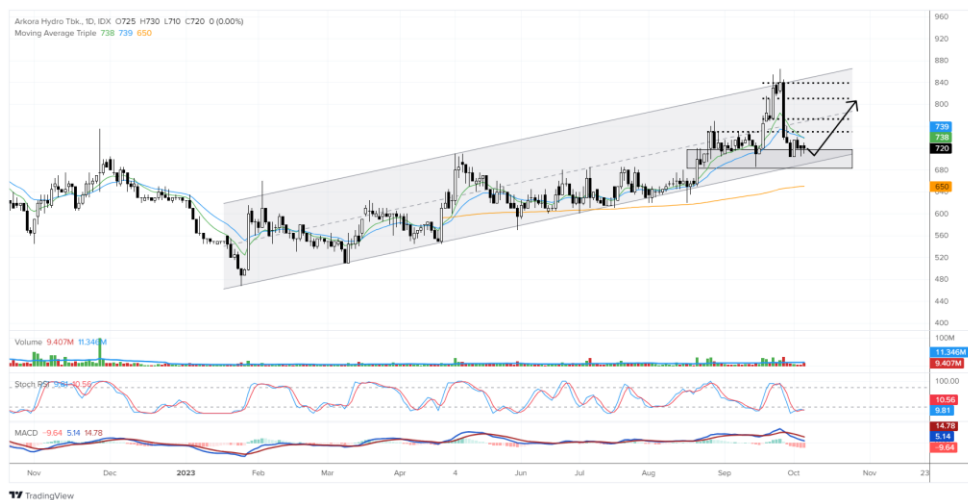 Arkora Hydro Tbk., 1D, IDX O725 H730 L710 C720 0 (0.00%)
Moving Average Triple 738 739 650
960
920
880
840
800
760
739
738
720
680
650
600
560
520
480
440
400
Volume 9.407M 11.346M
100M
11.346M
9.407M
Stoch RSI 9.81 10.56
100.00
10.56
9.81
MACD −9.64 5.14 14.78
14.78
5.14
−9.64
Nov Dec 2023 Feb Mar Apr 4 Jun Jul Aug Sep Oct Nov 23
TradingView